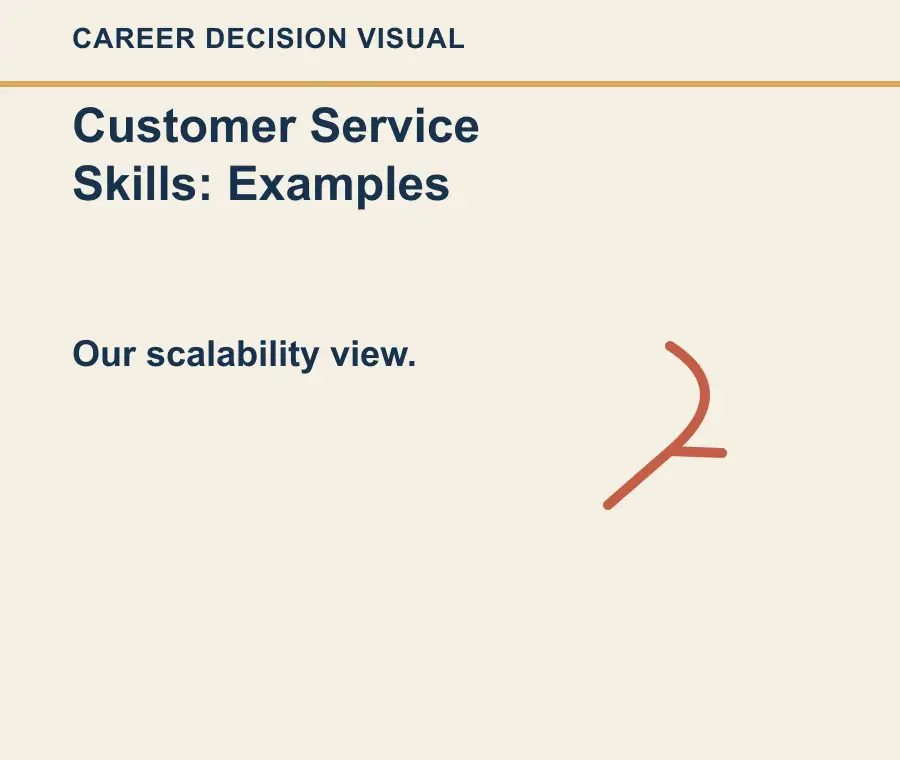 CAREER DECISION VISUAL
Customer Service
Skills: Examples
Our scalability view.